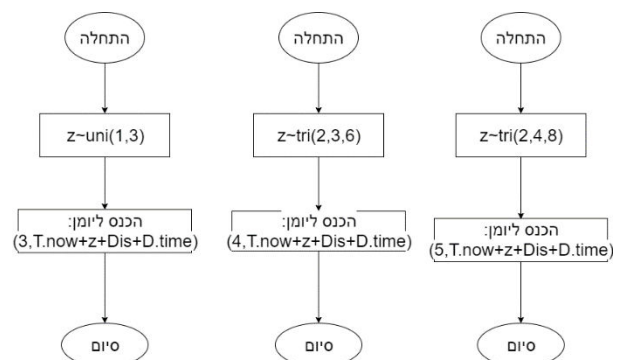 התחלה
z~uni(1,3)
הכנס ליומן:
(3,T.now+z+Dis+D.time)
סיום
התחלה
z~tri(2,3,6)
הכנס ליומן:
(4,T.now+z+Dis+D.time)
סיום
התחלה
z~tri(2,4,8)
הכנס ליומן:
(5,T.now+z+Dis+D.time)
סיום